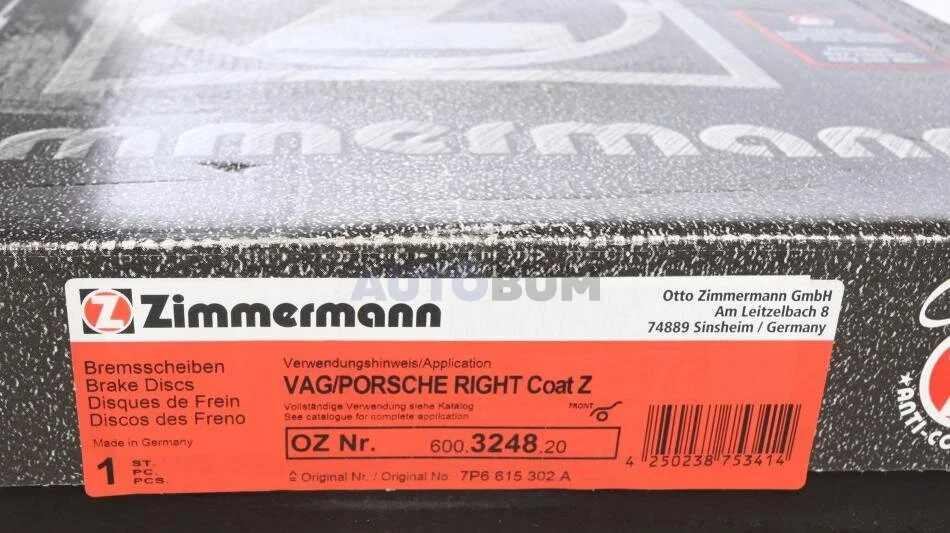 mmermann
AUTOBUM
Z Zimmermann
Otto Zimmermann GmbH
Am Leitzelbach 8
74889 Sinsheim / Germany
Bremsscheiben
Brake Discs
Disques de Frein
Discos des Freno
Made in Germany
1 ST.
PC.
PCS.
Verwendungshinweis/Application
VAG/PORSCHE RIGHT Coat Z
Vollständige Verwendung siehe Katalog
See catalogue for complete application
FRONT
OZ Nr. 600.3248.20
≙ Original Nr. / Original No. 7P6 615 302 A
4 250238 753414
*ANTI-CO